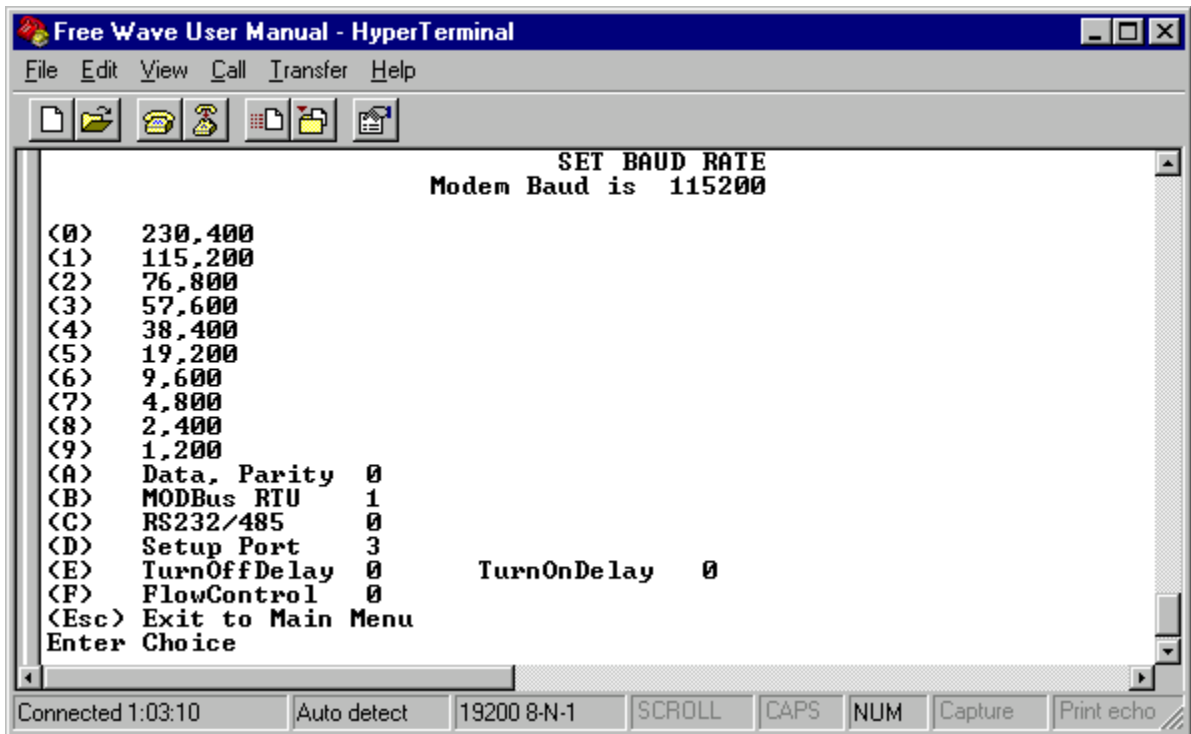 Free Wave User Manual - HyperTerminal
File Edit View Call Transfer Help
SET BAUD RATE
Modem Baud is 115200
(0) 230,400
(1) 115,200
(2) 76,800
(3) 57,600
(4) 38,400
(5) 19,200
(6) 9,600
(7) 4,800
(8) 2,400
(9) 1,200
(A) Data, Parity 0
(B) MODBus RTU 1
(C) RS232/485 0
(D) Setup Port 3
(E) TurnOffDelay 0 TurnOnDelay 0
(F) FlowControl 0
(Esc) Exit to Main Menu
Enter Choice
Connected 1:03:10 Auto detect 19200 8-N-1 SCROLL CAPS NUM Capture Print echo